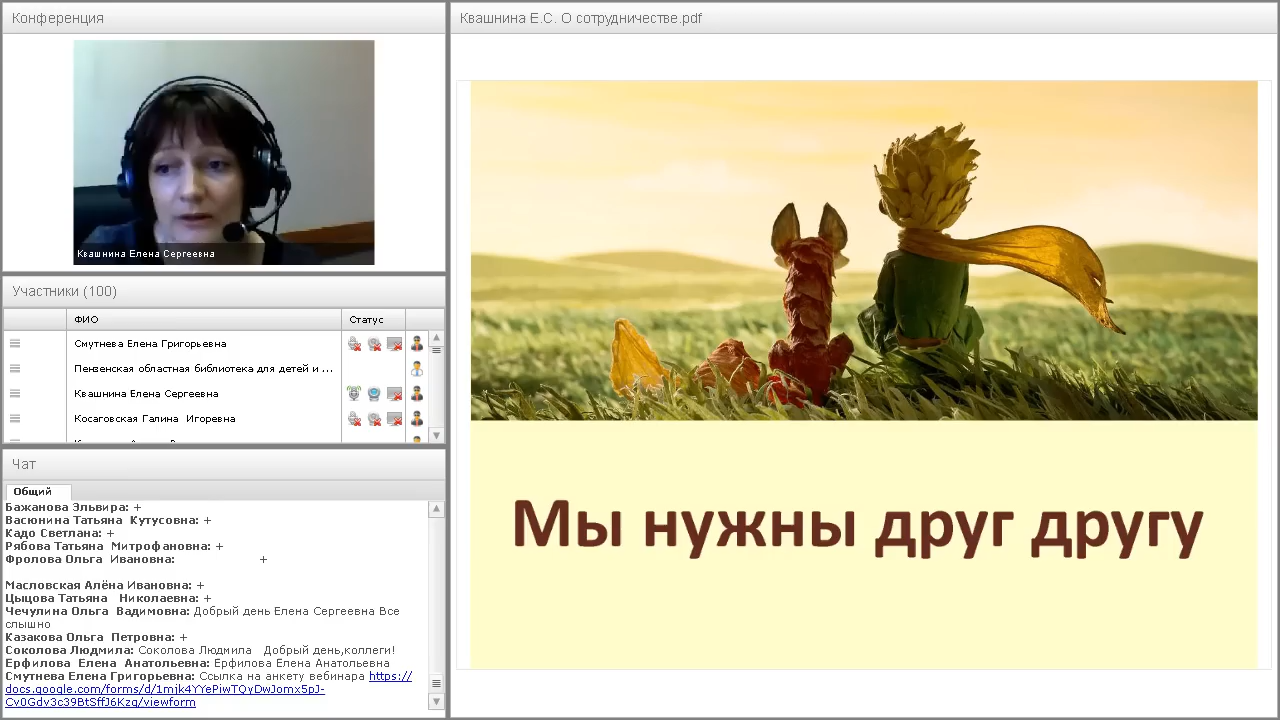 Конференция
Квашнина Елена Сергеевна
Участники (100)
ФИО Статус
Смутнева Елена Григорьевна
Пензенская областная библиотека для детей и ...
Квашнина Елена Сергеевна
Косаговская Галина Игоревна
Чат
Общий
Бажанова Эльвира: +
Васюнина Татьяна Кутусовна: +
Кадо Светлана: +
Рябова Татьяна Митрофановна: +
Фролова Ольга Ивановна: +
Масловская Алёна Ивановна: +
Цыцова Татьяна Николаевна: +
Чечулина Ольга Вадимовна: Добрый день Елена Сергеевна Все
слышно
Казакова Ольга Петровна: +
Соколова Людмила: Соколова Людмила Добрый день,коллеги!
Ерфилова Елена Анатольевна: Ерфилова Елена Анатольевна
Смутнева Елена Григорьевна: Ссылка на анкету вебинара https://
docs.google.com/forms/d/1mjk4YYePiwTQyDwJomx5pJ-
Cv0Gdv3c39BtSffJ6Kzg/viewform
Квашнина Е.С. О сотрудничестве.pdf
Мы нужны друг другу